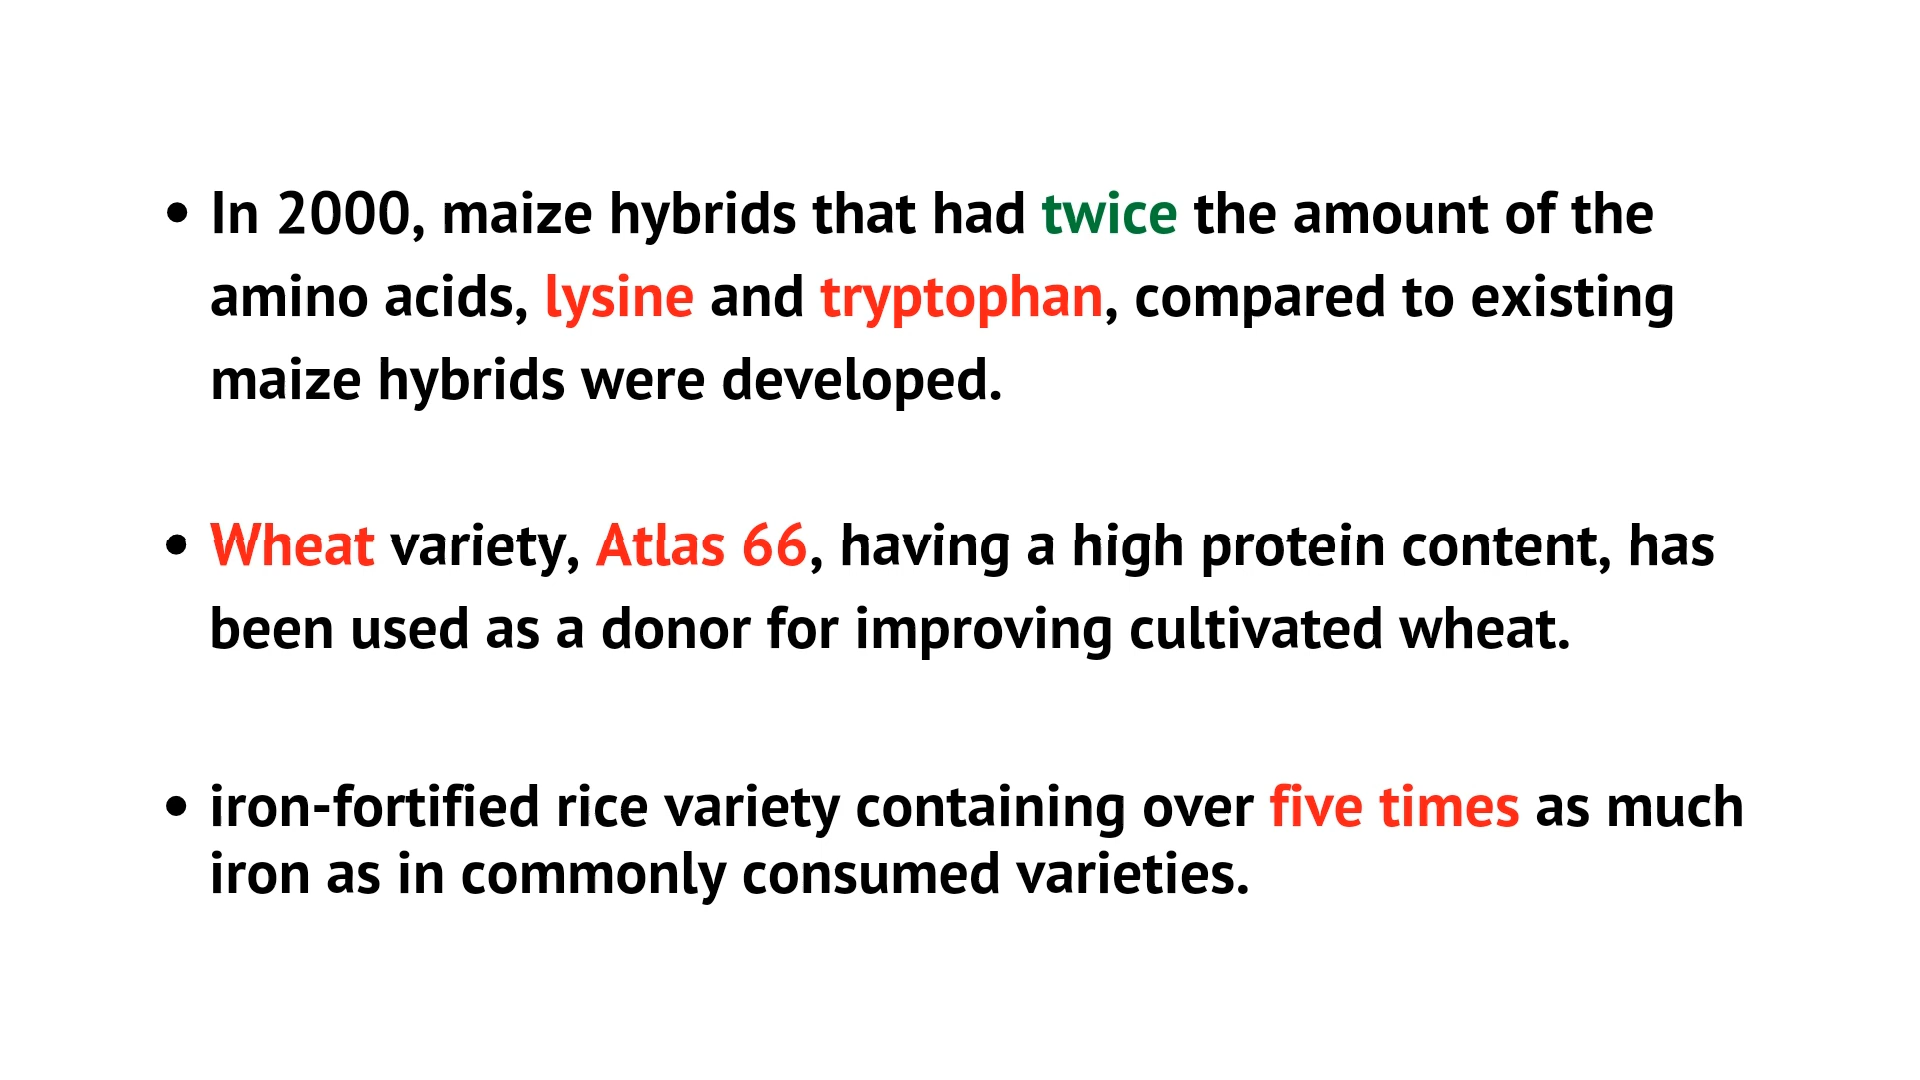 • In 2000, maize hybrids that had twice the amount of the
amino acids, lysine and tryptophan, compared to existing
maize hybrids were developed.
• Wheat variety, Atlas 66, having a high protein content, has
been used as a donor for improving cultivated wheat.
• iron-fortified rice variety containing over five times as much
iron as in commonly consumed varieties.